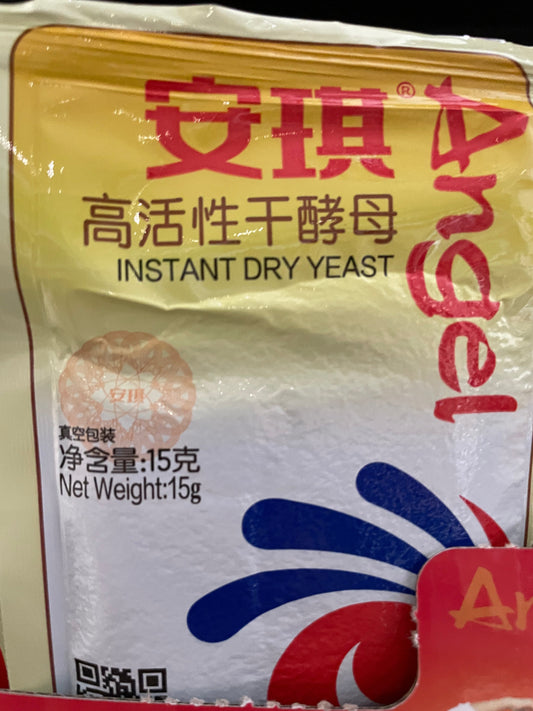 安琪®
Angel
高活性干酵母
INSTANT DRY YEAST
安琪
真空包装
净含量:15克
Net Weight:15g
An